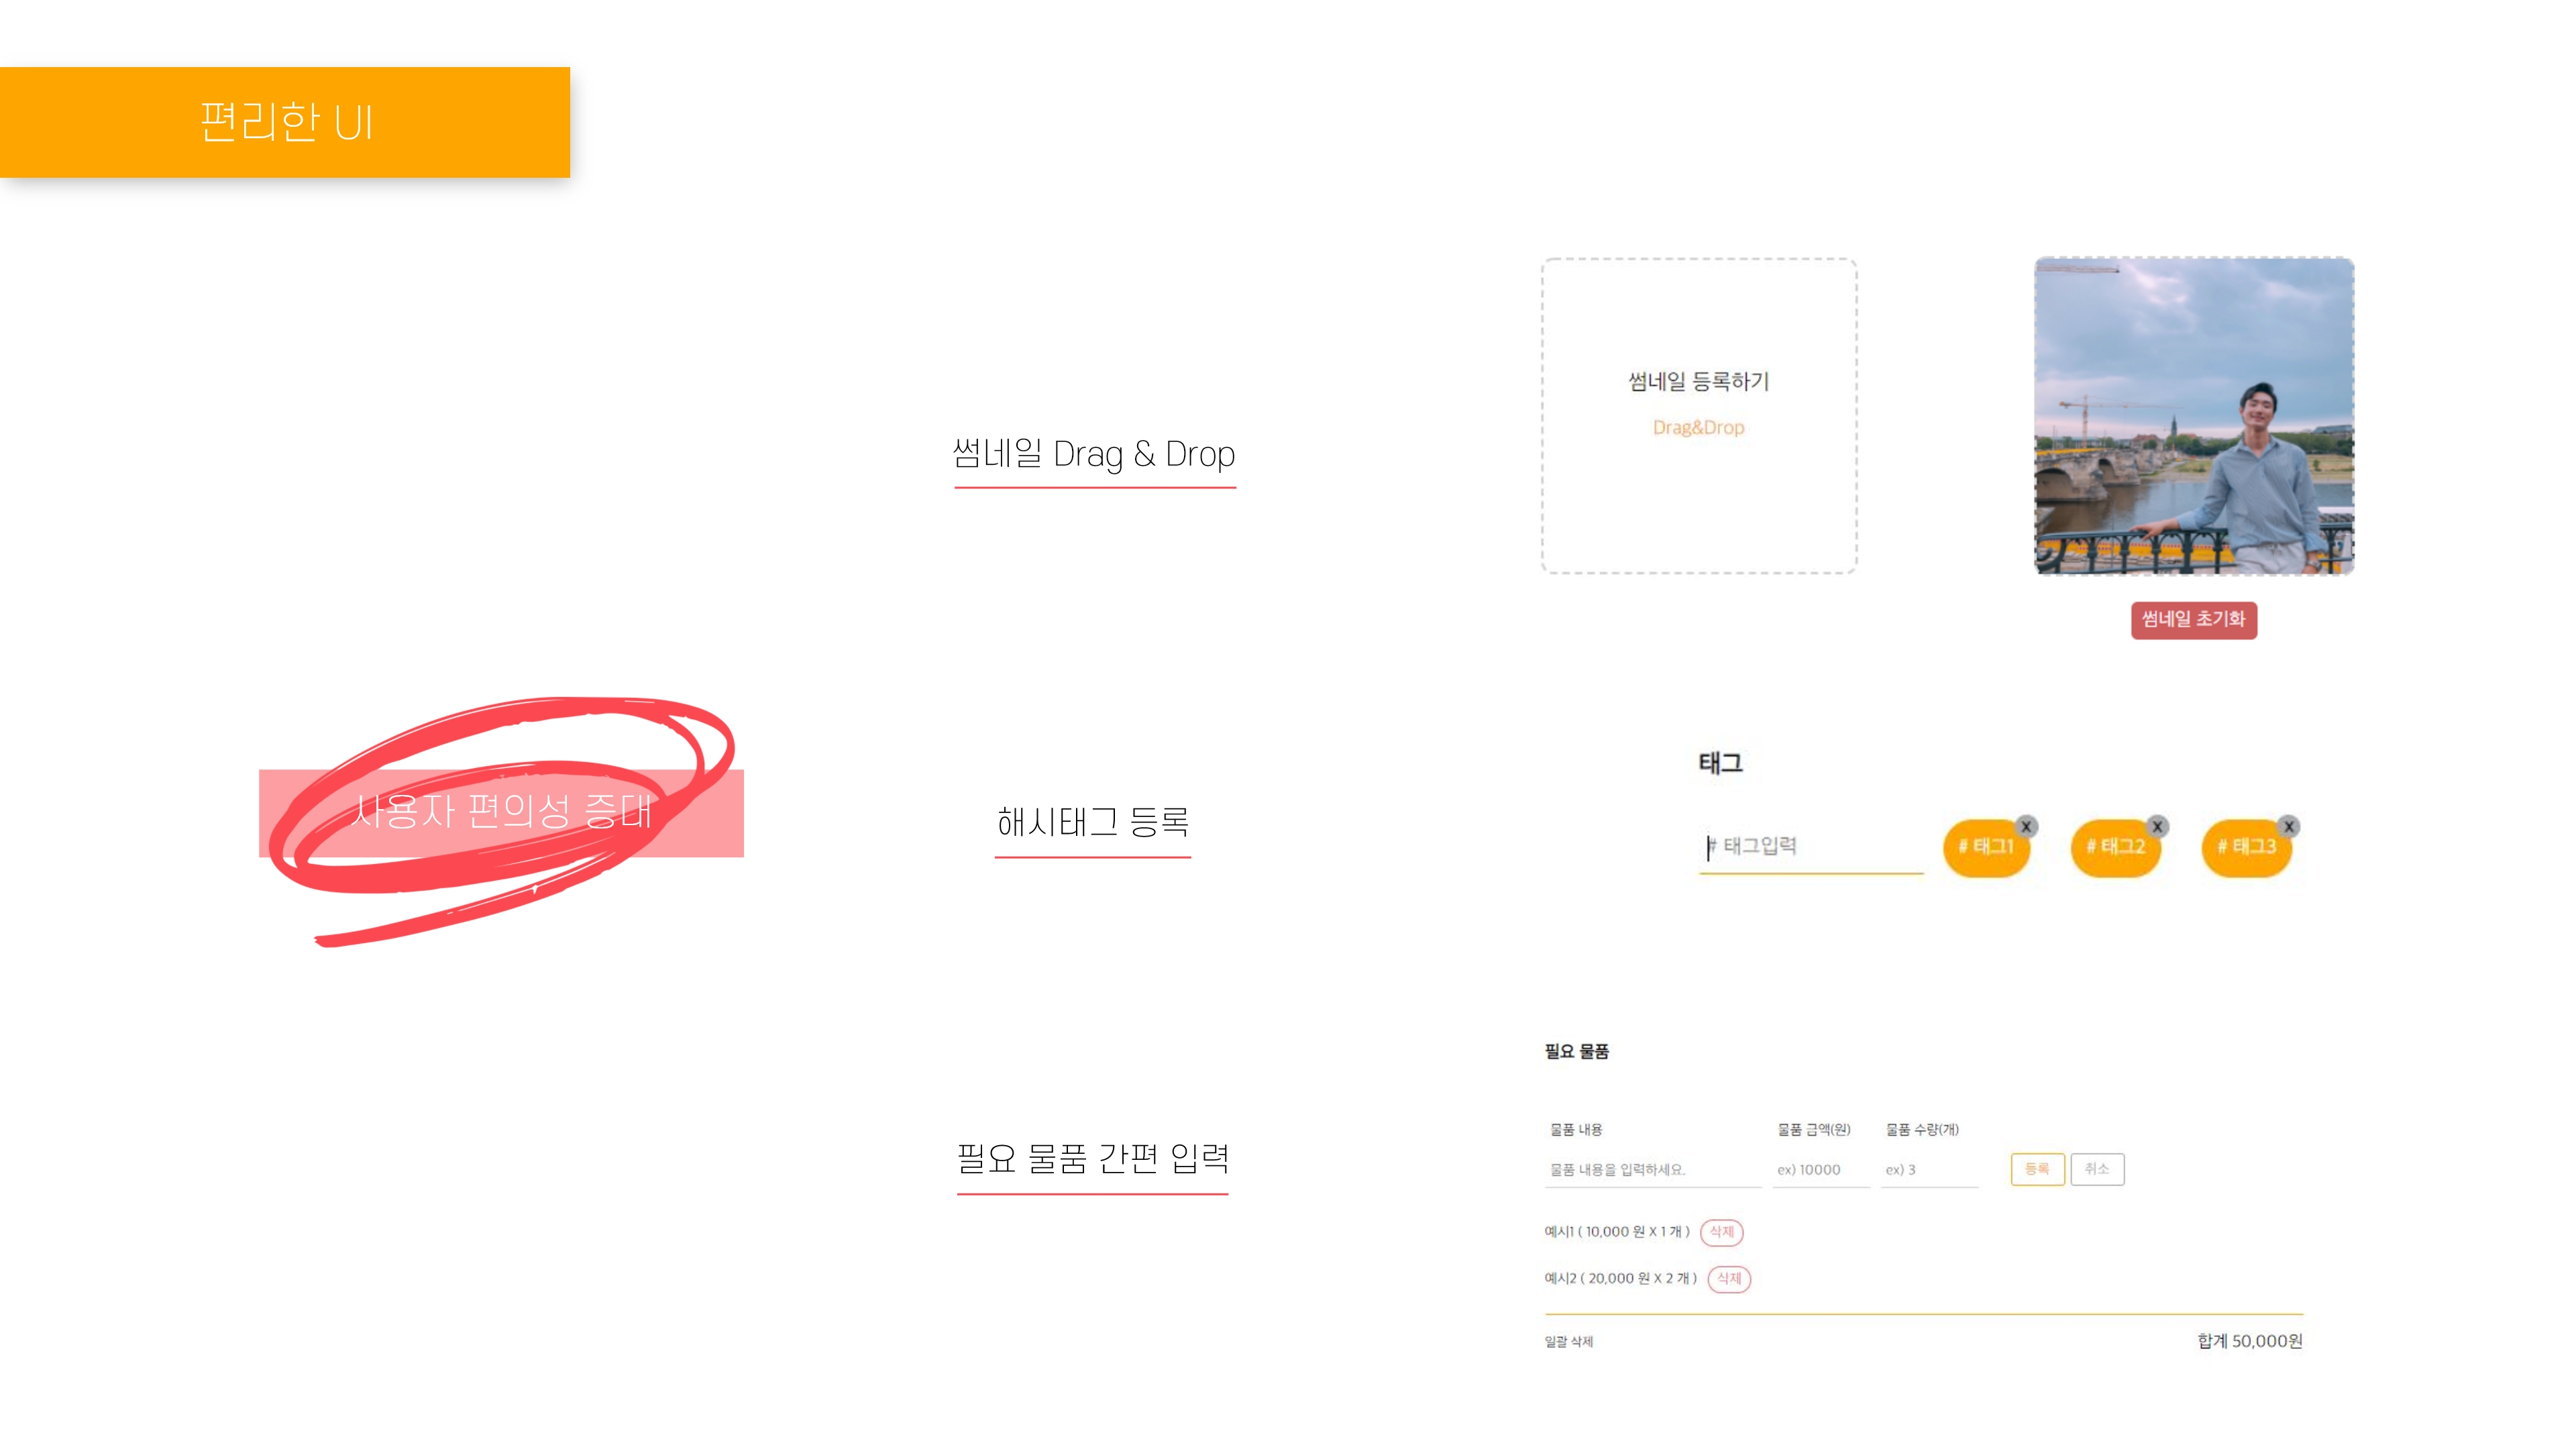 편리한 UI
썸네일 등록하기
Drag&Drop
썸네일 Drag & Drop
썸네일 초기화
사용자 편의성 증대
해시태그 등록
태그
# 태그입력
# 태그1 X
# 태그2 X
# 태그3 X
필요 물품 간편 입력
필요 물품
물품 내용 물품 금액(원) 물품 수량(개)
물품 내용을 입력하세요. ex) 10000 ex) 3 등록 취소
예시1 ( 10,000 원 X 1 개 ) 삭제
예시2 ( 20,000 원 X 2 개 ) 삭제
일괄 삭제 합계 50,000원